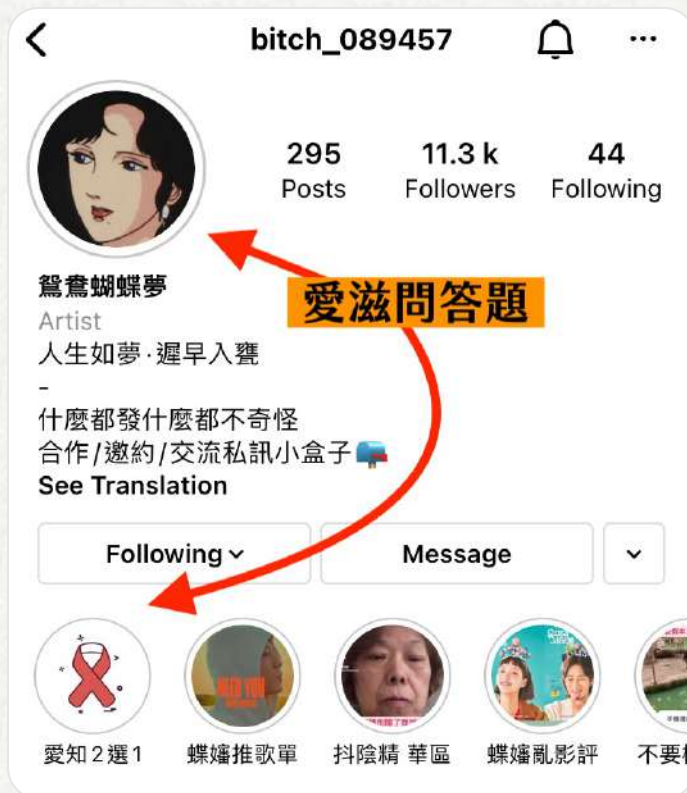 bitch_089457
295
Posts
11.3 k
Followers
44
Following
鴛鴦蝴蝶夢
Artist
愛滋問答題
人生如夢·遲早入甕
-
什麼都發什麼都不奇怪
合作/邀約/交流私訊小盒子📪
See Translation
Following
Message
愛知2選1
蝶嬸推歌單
抖陰精 華區
蝶嬸亂影評
不要